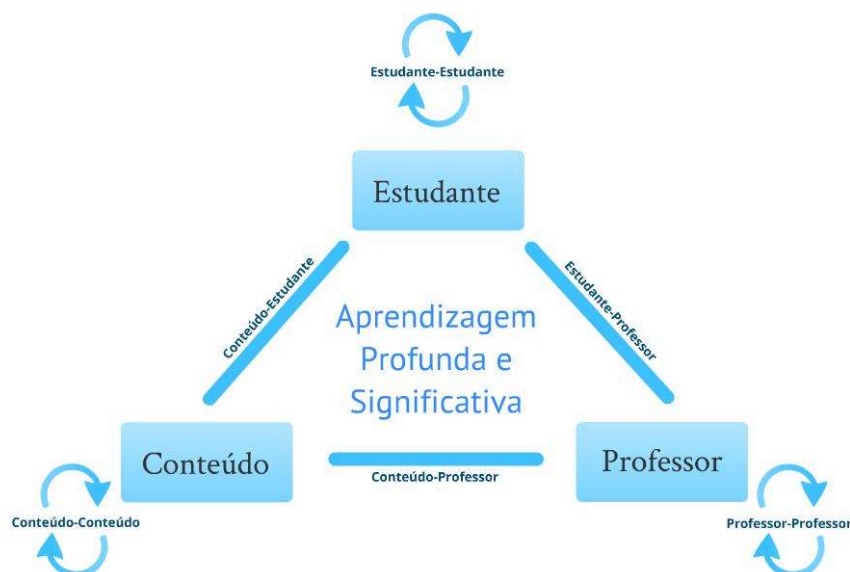 Estudante-Estudante
Estudante
Conteúdo-Estudante
Estudante-Professor
Aprendizagem
Profunda e
Significativa
Conteúdo
Professor
Conteúdo-Professor
Conteúdo-Conteúdo
Professor-Professor